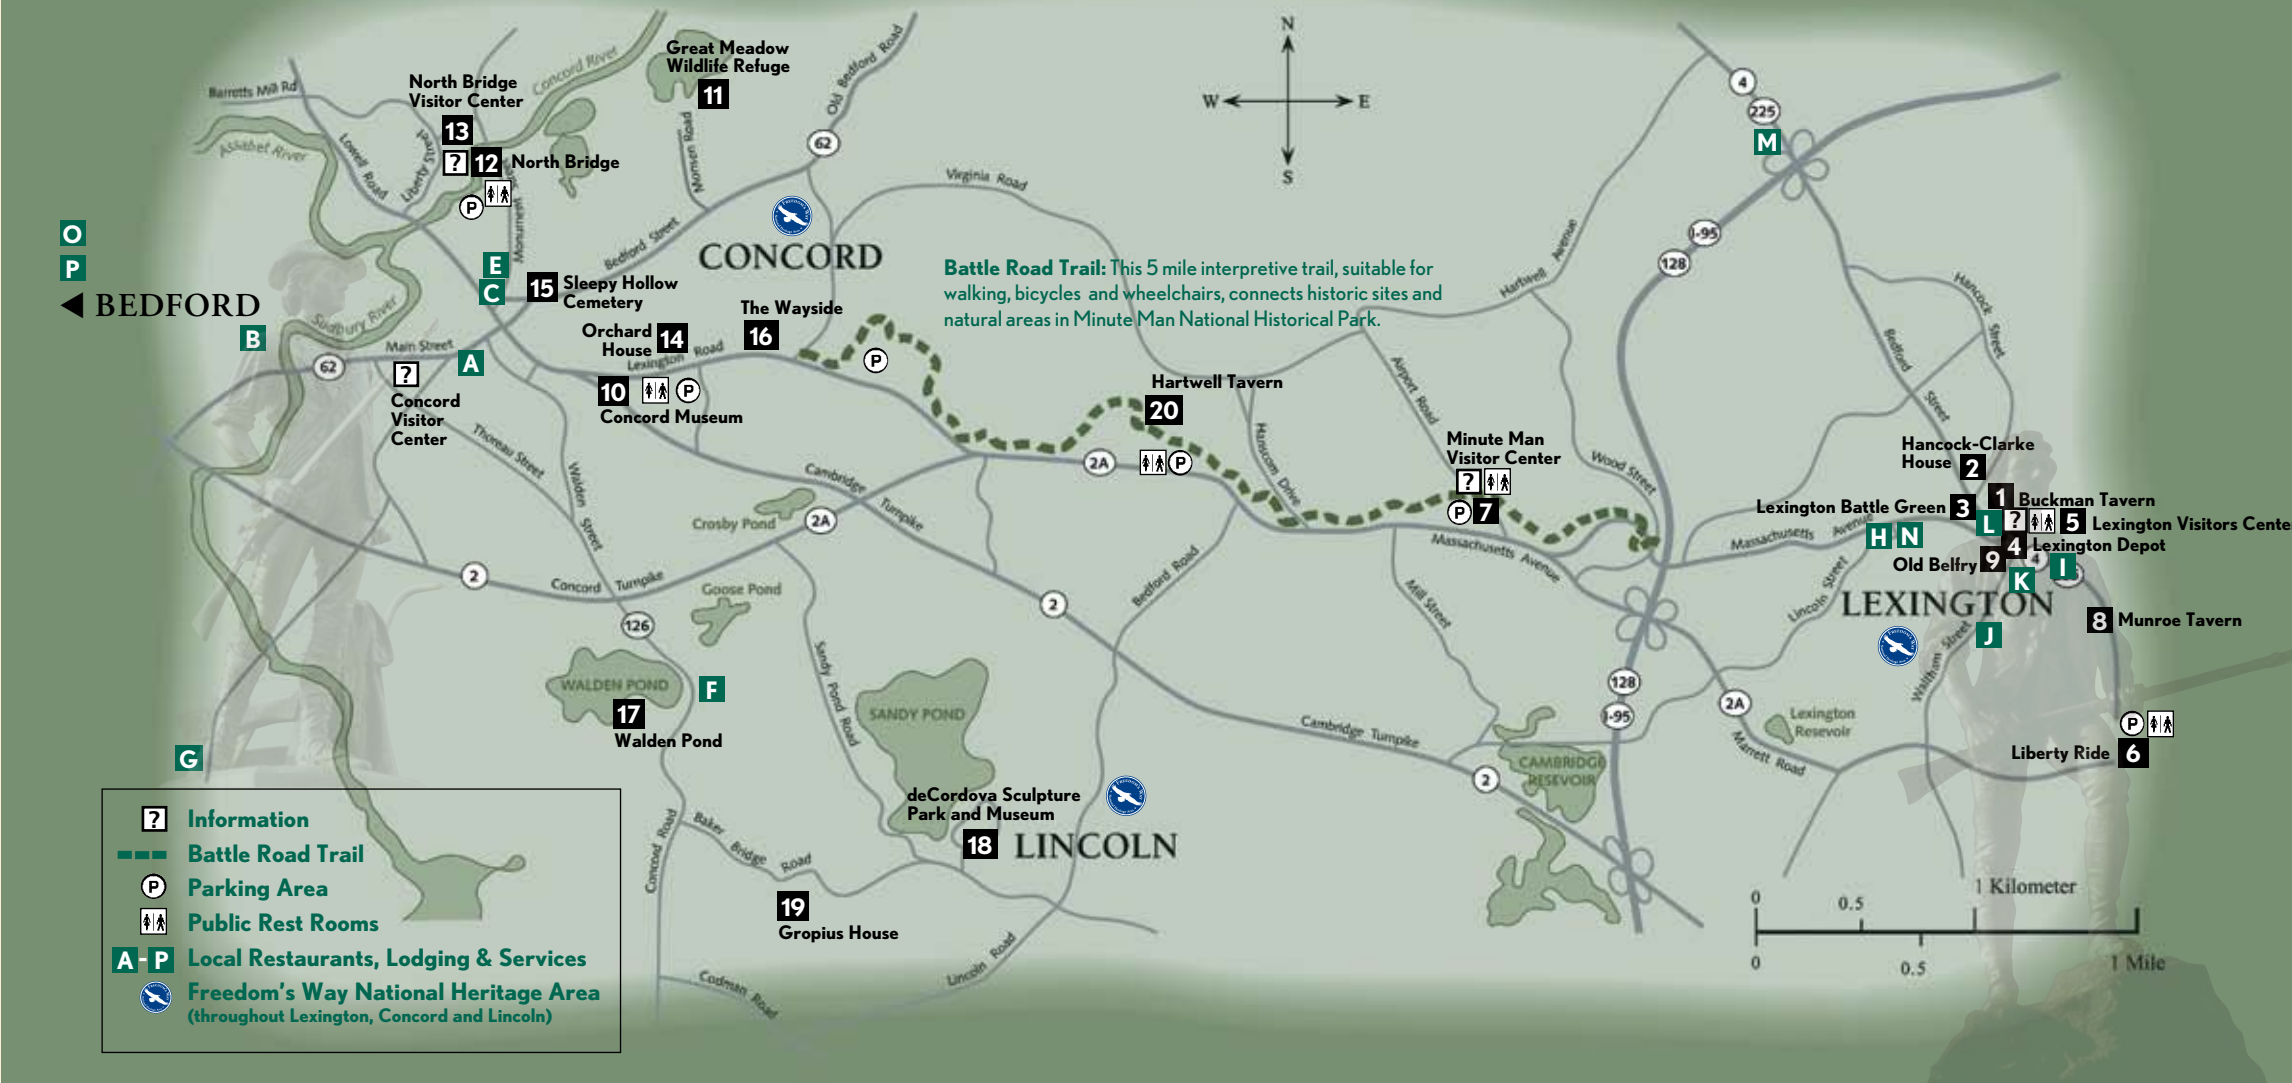 N
W
E
S
Great Meadow
Wildlife Refuge
11
North Bridge
Visitor Center
13
?
12
North Bridge
P
Concord River
Old Bedford Road
Barretts Mill Rd
Assabet River
Lowell
Road
Liberty Street
Monument
Monsen Road
62
Virginia Road
Bedford Street
CONCORD
4
225
M
I-95
128
Hartwell Avenue
Hancock Street
Bedford Street
O
P
BEDFORD
B
Sudbury River
E
C
15
Sleepy Hollow
Cemetery
Battle Road Trail: This 5 mile interpretive trail, suitable for
walking, bicycles and wheelchairs, connects historic sites and
natural areas in Minute Man National Historical Park.
The Wayside
16
Orchard
House
14
Lexington Road
Main Street
62
A
?
Concord
Visitor
Center
10
P
Concord Museum
P
Thoreau Street
Walden Street
Hartwell Tavern
20
2A
P
Hanscom Drive
Airport Road
Minute Man
Visitor Center
?
P
7
Wood Street
Massachusetts Avenue
Hancock-Clarke
House
2
1
Buckman Tavern
Lexington Battle Green
3
L
?
5
Lexington Visitors Cente
Massachusetts Avenue
H
N
4
Lexington Depot
Old Belfry
9
4
K
I
LEXINGTON
Lincoln Street
J
Waltham Street
8
Munroe Tavern
P
Liberty Ride
6
Cambridge Turnpike
Crosby Pond
2A
2
Concord Turnpike
Goose Pond
126
WALDEN POND
17
Walden Pond
F
G
Sandy Pond Road
SANDY POND
2
Bedford Road
Mill Street
Cambridge Turnpike
2
CAMBRIDGE
RESEVOIR
128
I-95
2A
Lexington
Resevoir
Marrett Road
deCordova Sculpture
Park and Museum
18
LINCOLN
Concord Road
Baker Bridge Road
19
Gropius House
Codman Road
Lincoln Road
? Information
Battle Road Trail
P Parking Area
Public Rest Rooms
A - P Local Restaurants, Lodging & Services
Freedom's Way National Heritage Area
(throughout Lexington, Concord and Lincoln)
0
0.5
1 Kilometer
0
0.5
1 Mile